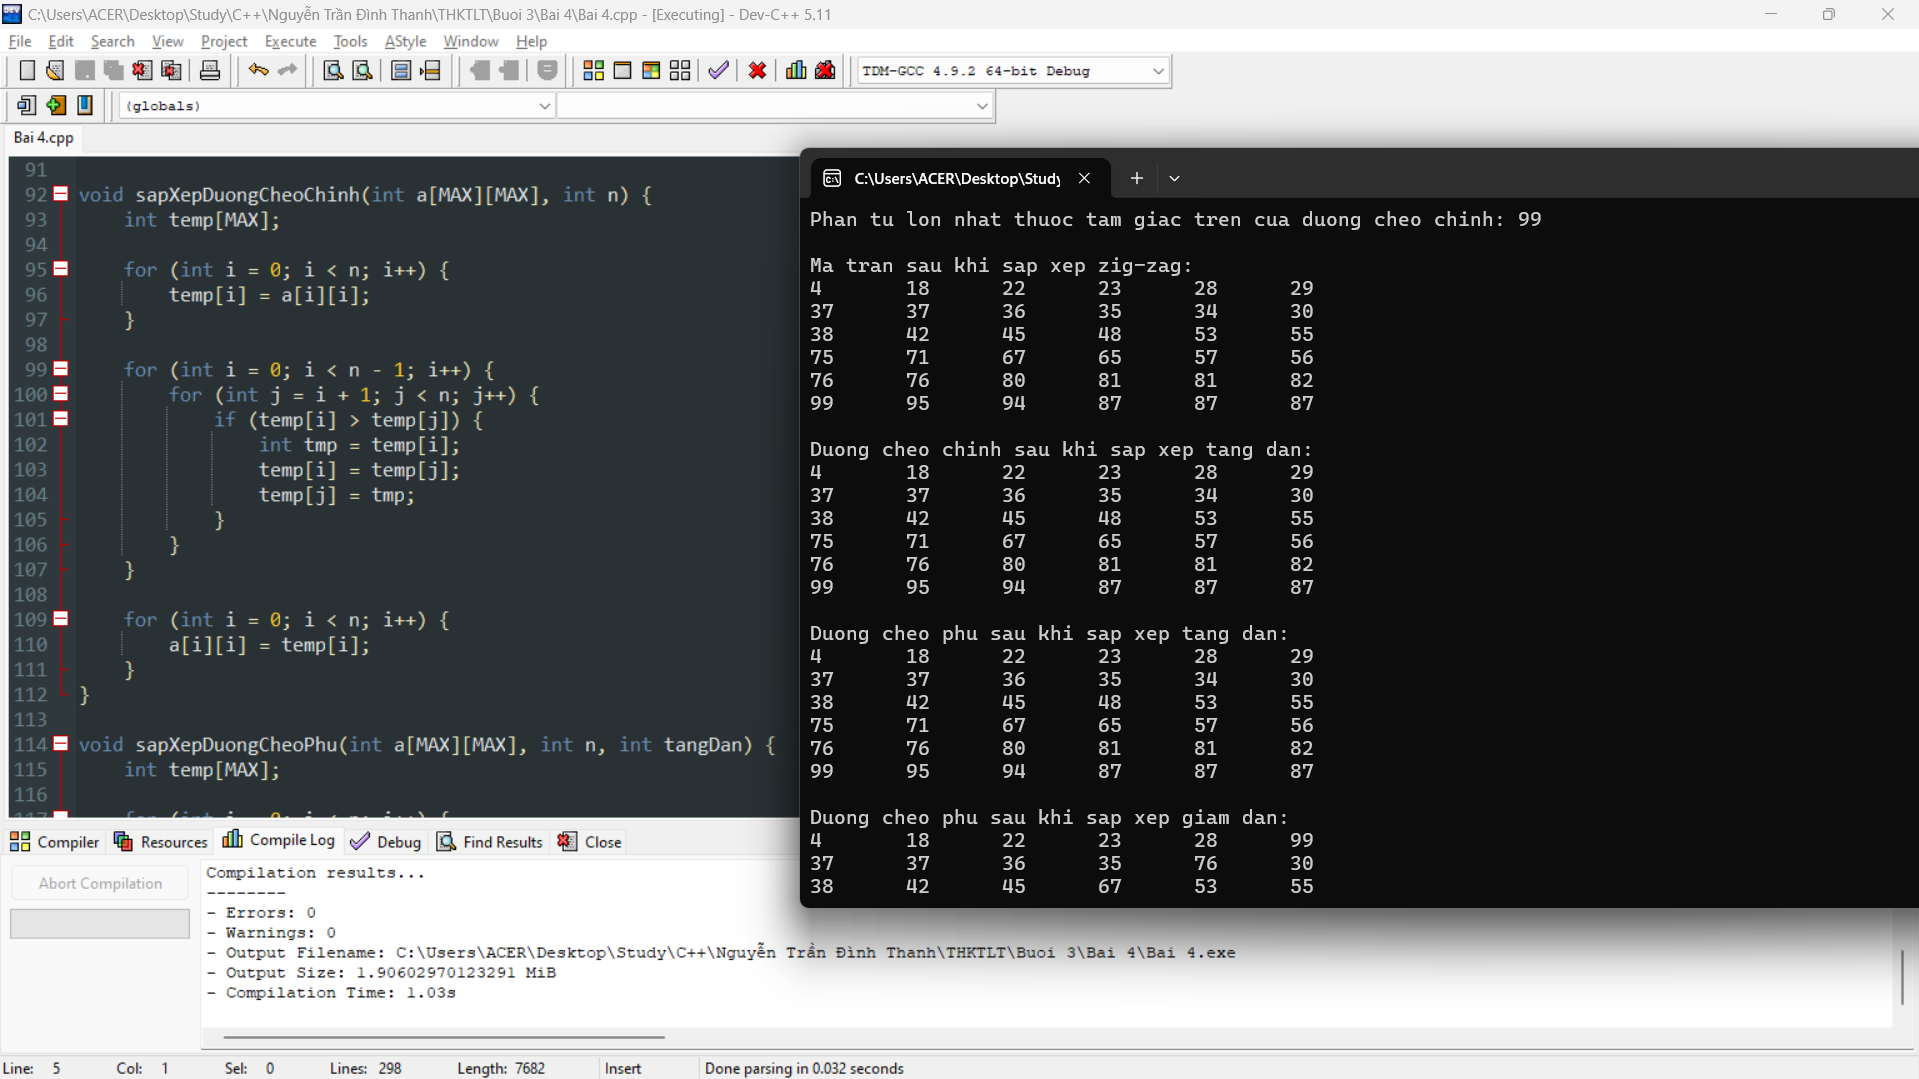 C:\Users\ACER\Desktop\Study\C++\Nguyễn Trần Đình Thanh\THKTLT\Buoi 3\Bai 4\Bai 4.cpp - [Executing] - Dev-C++ 5.11
File Edit Search View Project Execute Tools AStyle Window Help
TDM-GCC 4.9.2 64-bit Debug
(globals)
Bai 4.cpp
91
92 void sapXepDuongCheoChinh(int a[MAX][MAX], int n) {
93 int temp[MAX];
94
95 for (int i = 0; i < n; i++) {
96 temp[i] = a[i][i];
97 }
98
99 for (int i = 0; i < n - 1; i++) {
100 for (int j = i + 1; j < n; j++) {
101 if (temp[i] > temp[j]) {
102 int tmp = temp[i];
103 temp[i] = temp[j];
104 temp[j] = tmp;
105 }
106 }
107 }
108
109 for (int i = 0; i < n; i++) {
110 a[i][i] = temp[i];
111 }
112 }
113
114 void sapXepDuongCheoPhu(int a[MAX][MAX], int n, int tangDan) {
115 int temp[MAX];
116
C:\Users\ACER\Desktop\Study
Phan tu lon nhat thuoc tam giac tren cua duong cheo chinh: 99
Ma tran sau khi sap xep zig-zag:
4 18 22 23 28 29
37 37 36 35 34 30
38 42 45 48 53 55
75 71 67 65 57 56
76 76 80 81 81 82
99 95 94 87 87 87
Duong cheo chinh sau khi sap xep tang dan:
4 18 22 23 28 29
37 37 36 35 34 30
38 42 45 48 53 55
75 71 67 65 57 56
76 76 80 81 81 82
99 95 94 87 87 87
Duong cheo phu sau khi sap xep tang dan:
4 18 22 23 28 29
37 37 36 35 34 30
38 42 45 48 53 55
75 71 67 65 57 56
76 76 80 81 81 82
99 95 94 87 87 87
Duong cheo phu sau khi sap xep giam dan:
4 18 22 23 28 99
37 37 36 35 76 30
38 42 45 67 53 55
Compiler Resources Compile Log Debug Find Results Close
Abort Compilation
Compilation results...
--------
- Errors: 0
- Warnings: 0
- Output Filename: C:\Users\ACER\Desktop\Study\C++\Nguyễn Trần Đình Thanh\THKTLT\Buoi 3\Bai 4\Bai 4.exe
- Output Size: 1.90602970123291 MiB
- Compilation Time: 1.03s
Line: 5 Col: 1 Sel: 0 Lines: 298 Length: 7682 Insert Done parsing in 0.032 seconds